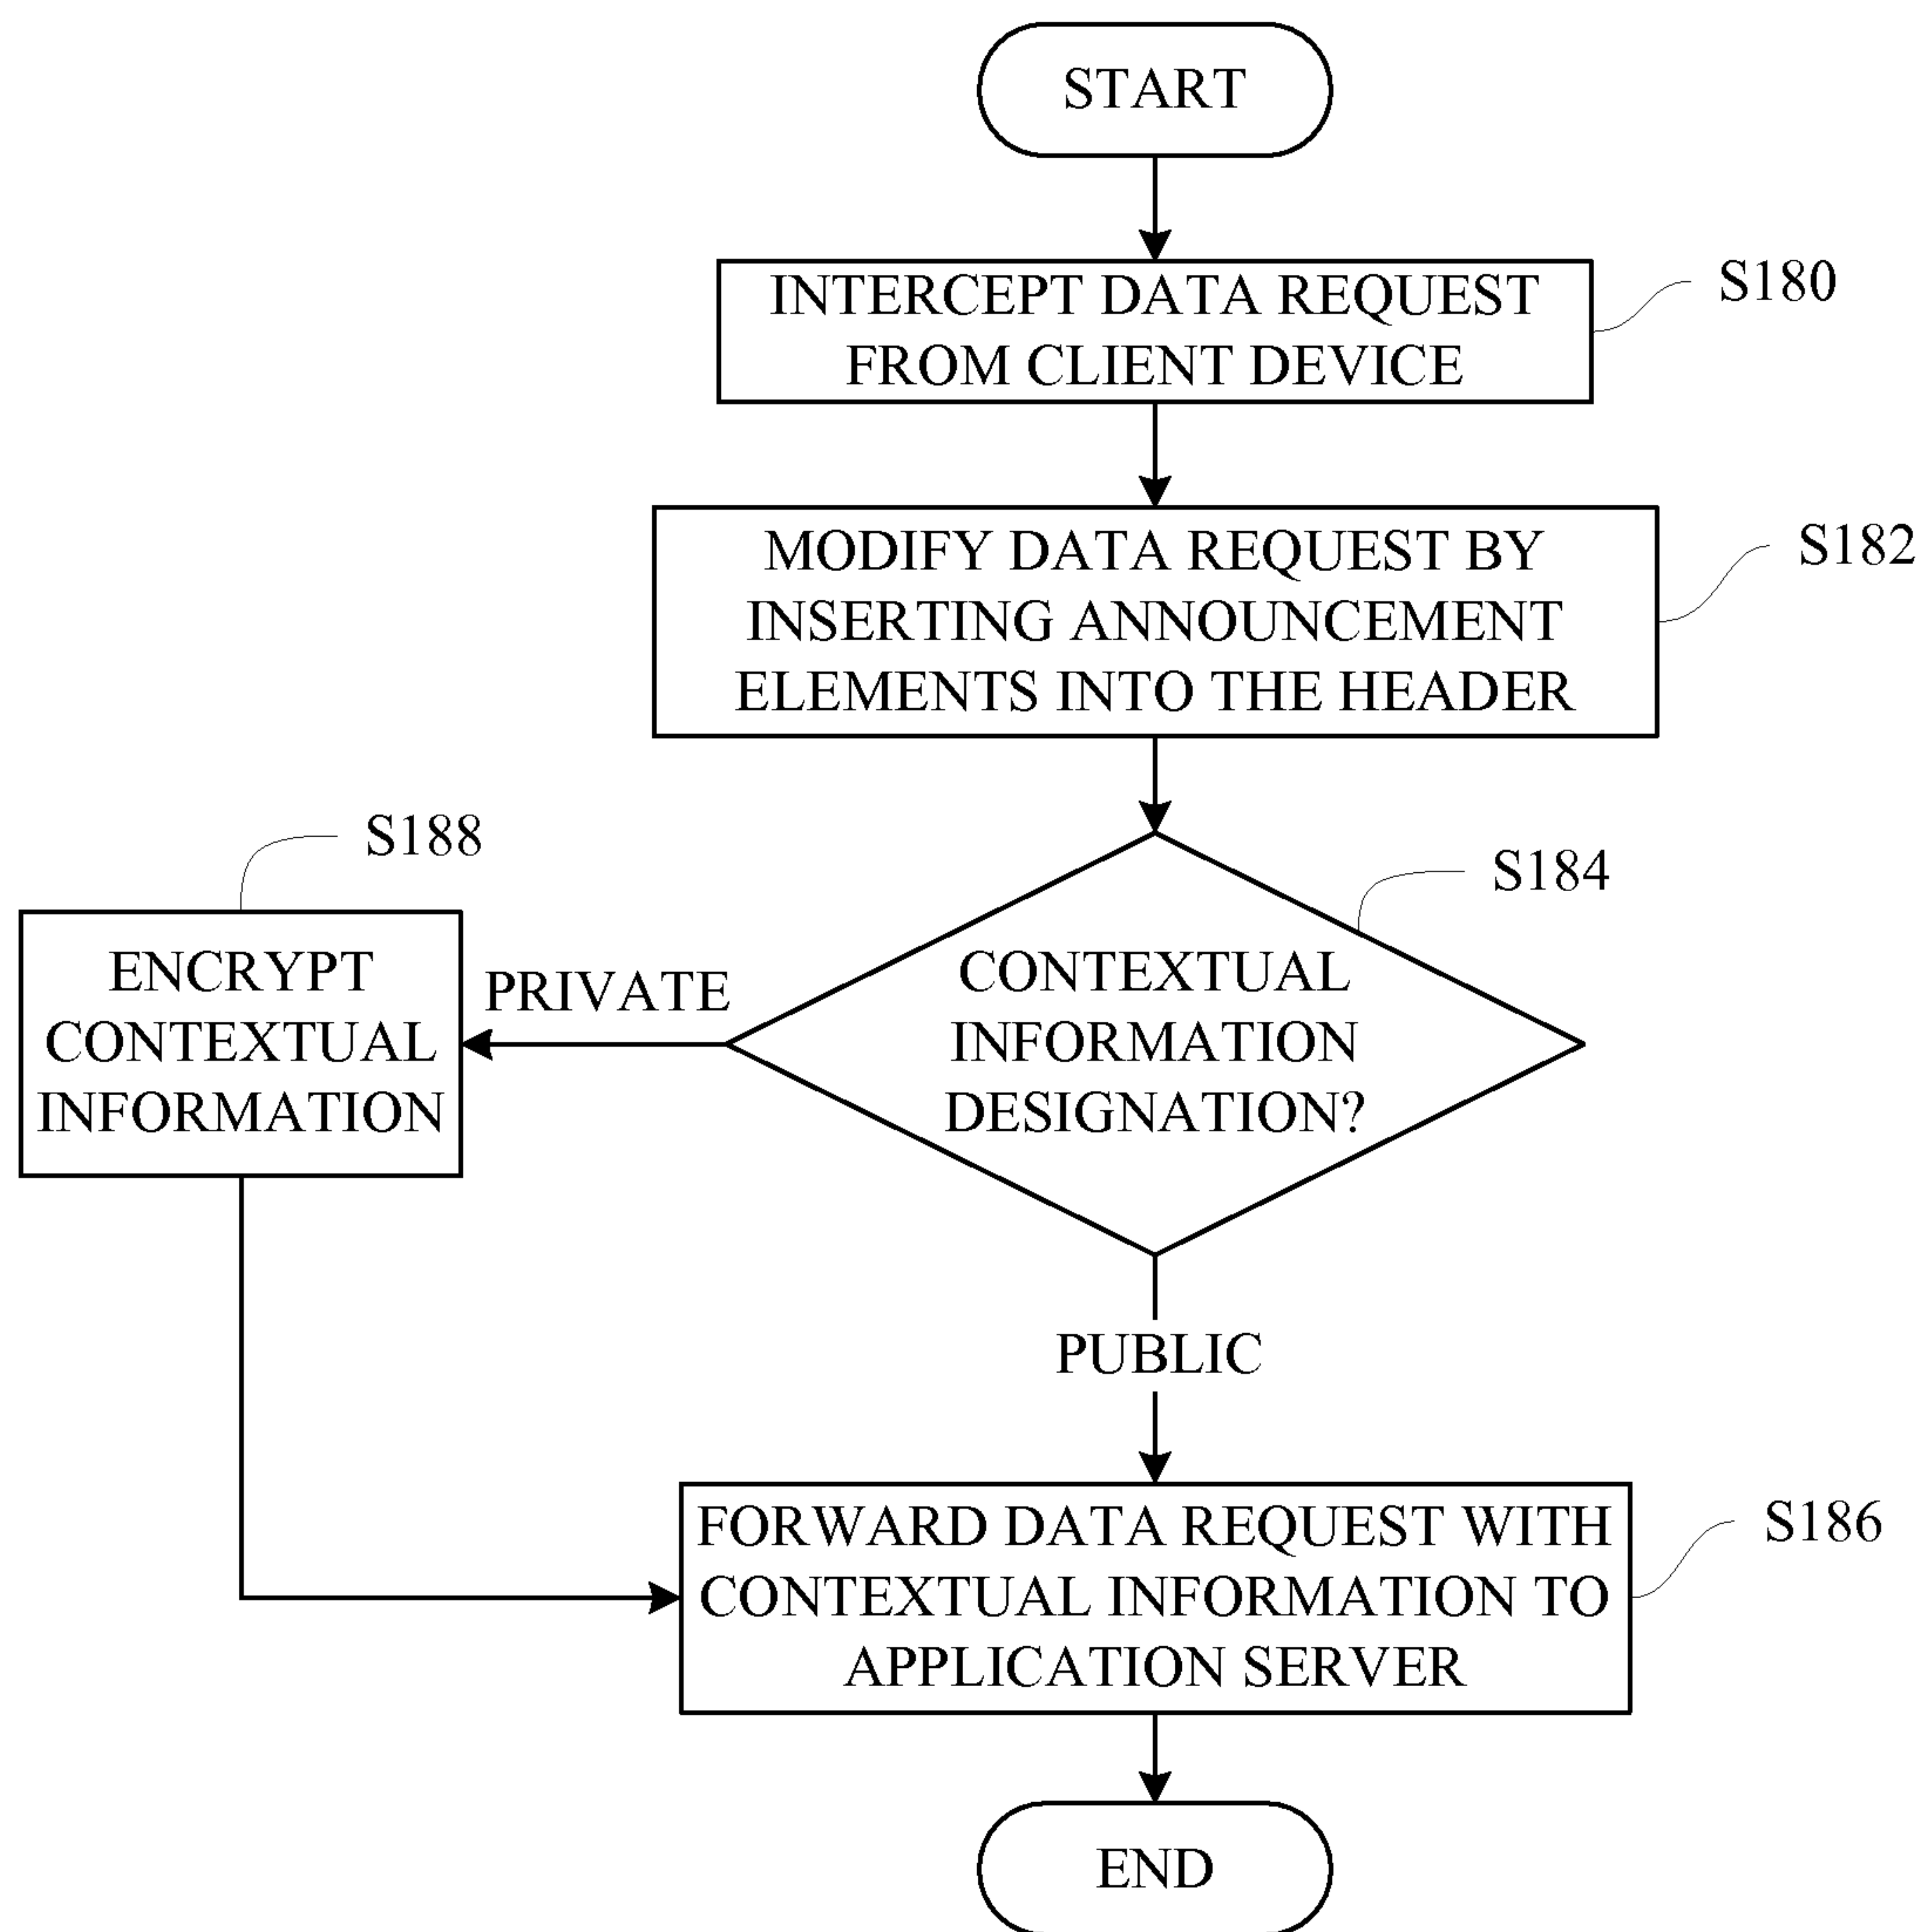 START
INTERCEPT DATA REQUEST
FROM CLIENT DEVICE
S180
MODIFY DATA REQUEST BY
INSERTING ANNOUNCEMENT
ELEMENTS INTO THE HEADER
S182
S188
ENCRYPT
CONTEXTUAL
INFORMATION
PRIVATE
CONTEXTUAL
INFORMATION
DESIGNATION?
S184
PUBLIC
FORWARD DATA REQUEST WITH
CONTEXTUAL INFORMATION TO
APPLICATION SERVER
S186
END